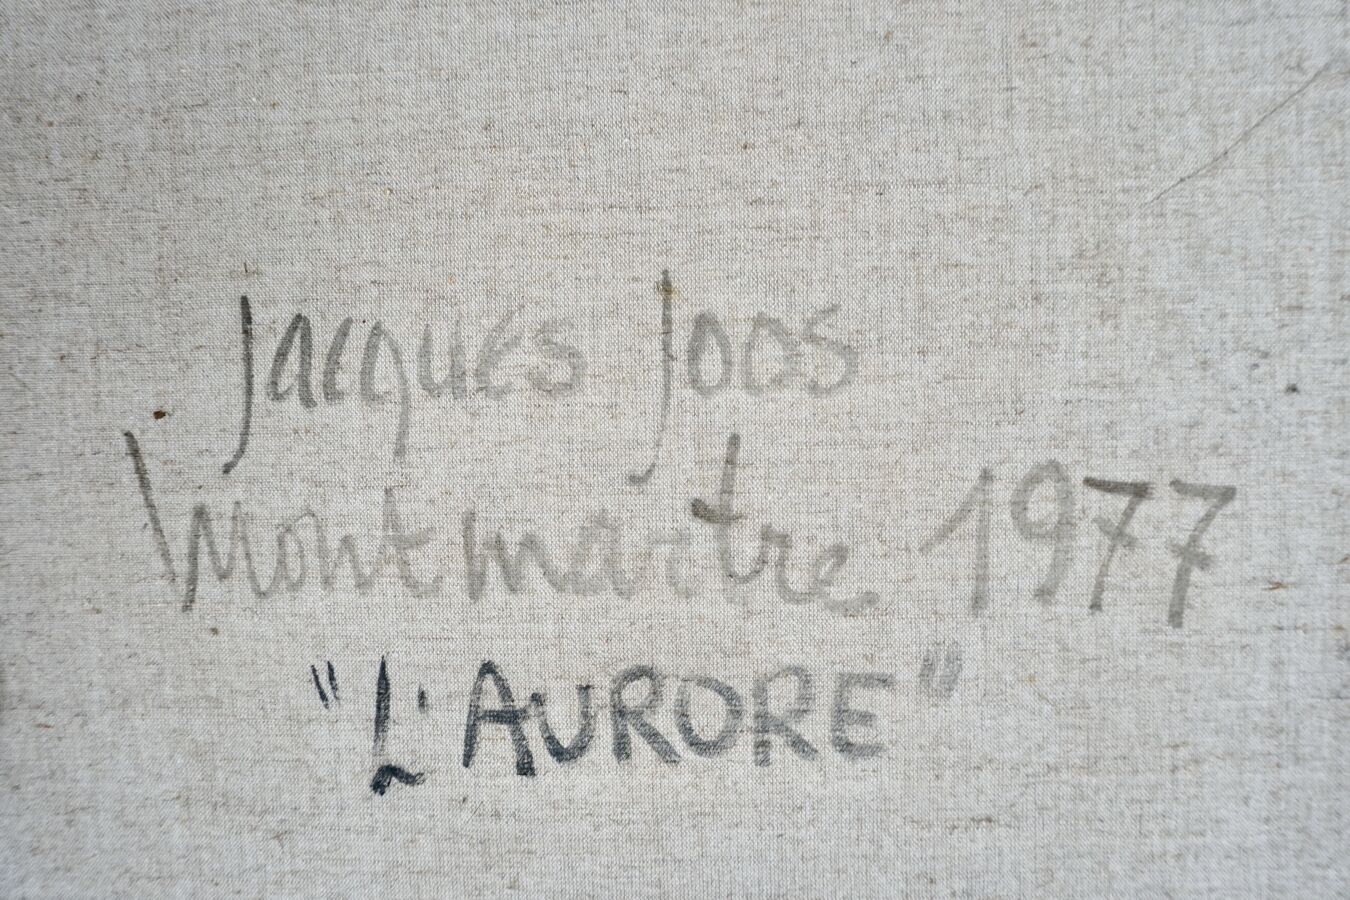 Jacques Joos
Montmartre 1977
"L'AURORE"